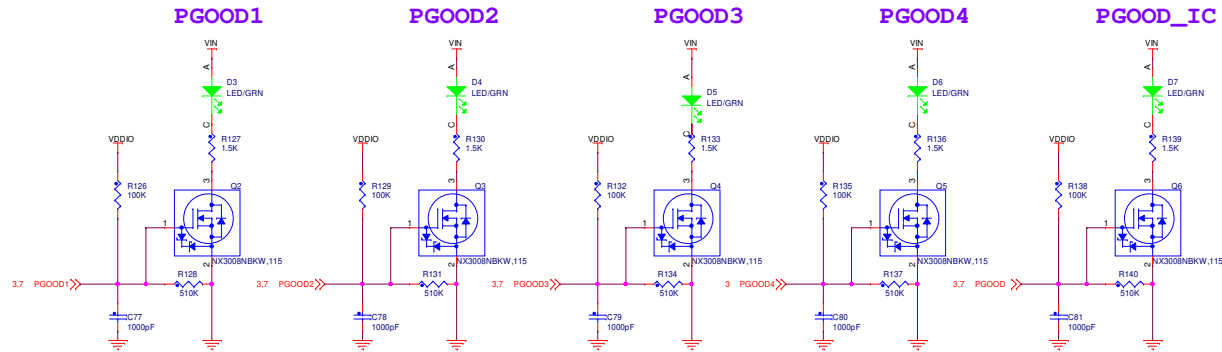 PGOOD1
VIN
A
D3
LED/GRN
C
R127
1.5K
VDDIO
R126
100K
3
Q2
1
2
NX3008NBKW,115
R128
510K
3,7 PGOOD1
C77
1000pF
PGOOD2
VIN
A
D4
LED/GRN
C
R130
1.5K
VDDIO
R129
100K
3
Q3
1
2
NX3008NBKW,115
R131
510K
3,7 PGOOD2
C78
1000pF
PGOOD3
VIN
A
D5
LED/GRN
C
R133
1.5K
VDDIO
R132
100K
3
Q4
1
2
NX3008NBKW,115
R134
510K
3,7 PGOOD3
C79
1000pF
PGOOD4
VIN
A
D6
LED/GRN
C
R136
1.5K
VDDIO
R135
100K
3
Q5
1
2
NX3008NBKW,115
R137
510K
3 PGOOD4
C80
1000pF
PGOOD_IC
VIN
A
D7
LED/GRN
C
R139
1.5K
VDDIO
R138
100K
3
Q6
1
2
NX3008NBKW,115
R140
510K
3,7 PGOOD
C81
1000pF